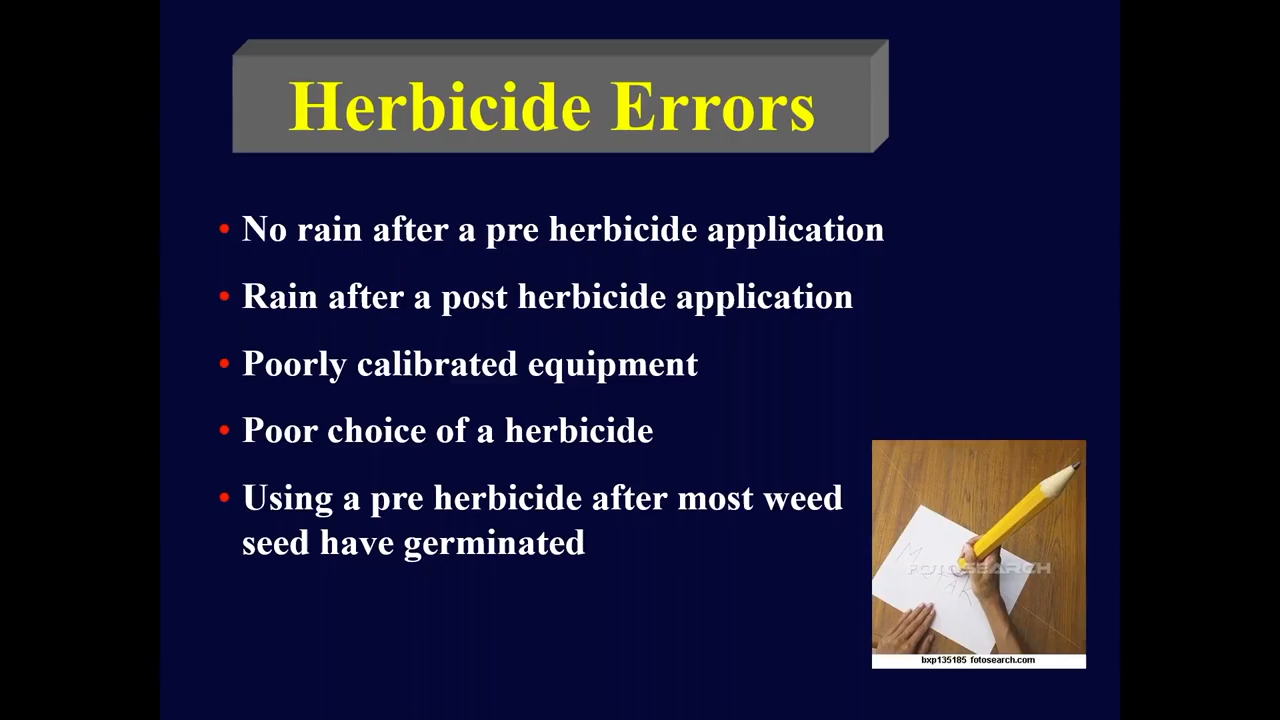 Herbicide Errors
• No rain after a pre herbicide application
• Rain after a post herbicide application
• Poorly calibrated equipment
• Poor choice of a herbicide
• Using a pre herbicide after most weed
seed have germinated
FOTOSEARCH
bxp135185 fotosearch.com